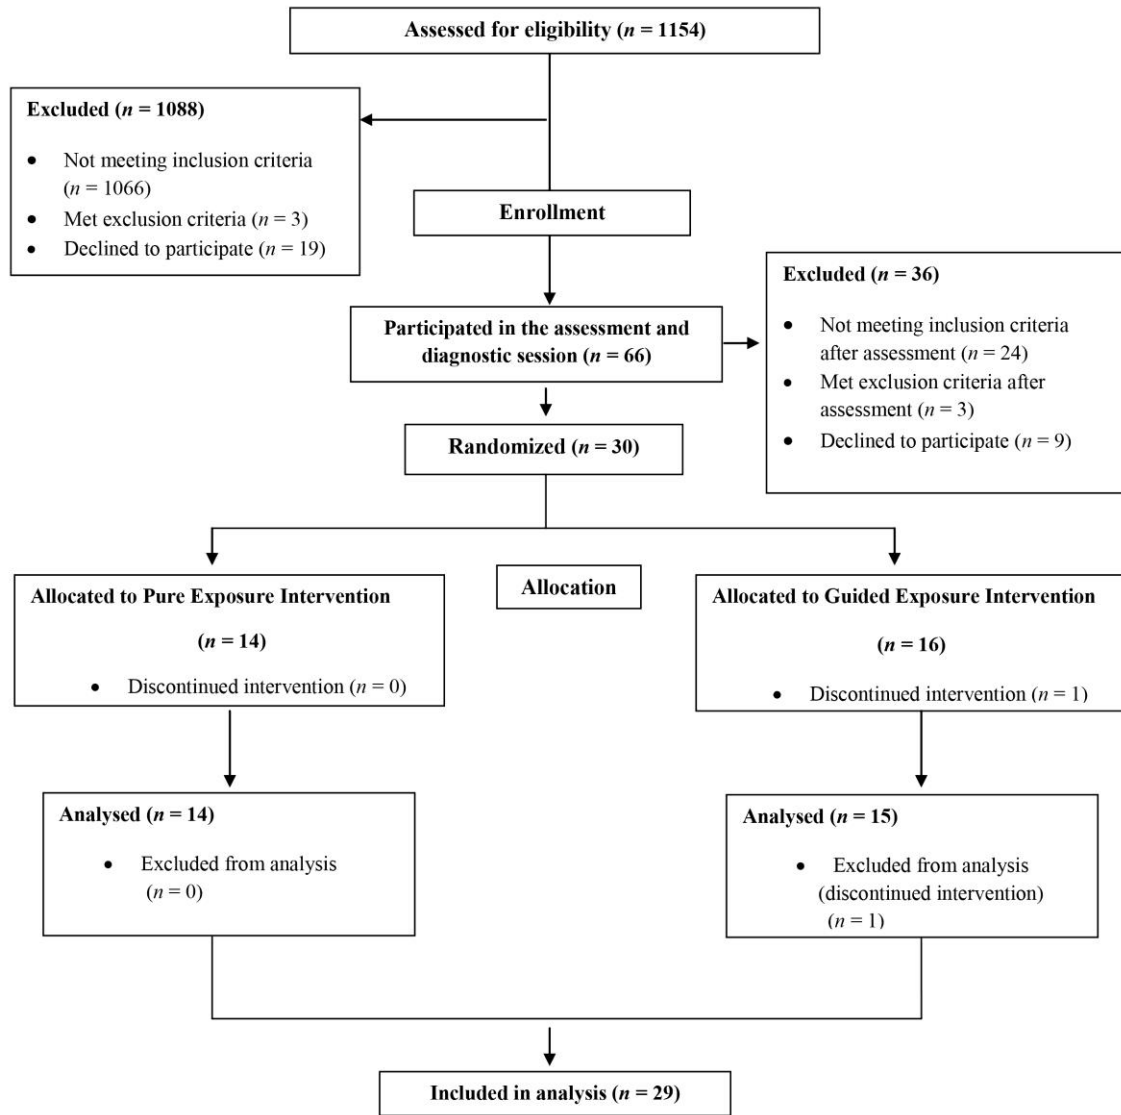 Assessed for eligibility (n = 1154)
Excluded (n = 1088)
• Not meeting inclusion criteria
(n = 1066)
• Met exclusion criteria (n = 3)
• Declined to participate (n = 19)
Enrollment
Participated in the assessment and
diagnostic session (n = 66)
Excluded (n = 36)
• Not meeting inclusion criteria
after assessment (n = 24)
• Met exclusion criteria after
assessment (n = 3)
• Declined to participate (n = 9)
Randomized (n = 30)
Allocation
Allocated to Pure Exposure Intervention
(n = 14)
• Discontinued intervention (n = 0)
Allocated to Guided Exposure Intervention
(n = 16)
• Discontinued intervention (n = 1)
Analysed (n = 14)
• Excluded from analysis
(n = 0)
Analysed (n = 15)
• Excluded from analysis
(discontinued intervention)
(n = 1)
Included in analysis (n = 29)